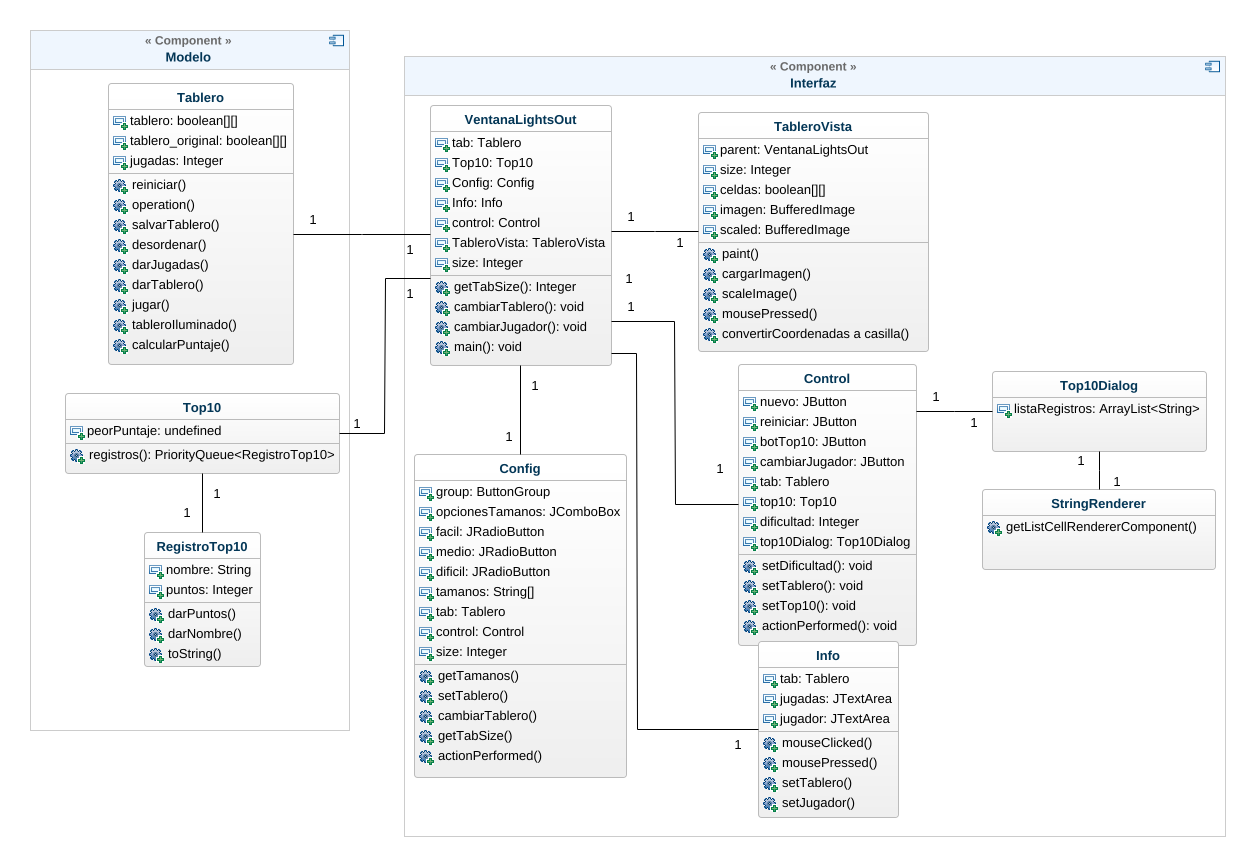 « Component »
Modelo
Tablero
tablero: boolean[][]
tablero_original: boolean[][]
jugadas: Integer
reiniciar()
operation()
salvarTablero()
desordenar()
darJugadas()
darTablero()
jugar()
tableroIluminado()
calcularPuntaje()
1
1
Top10
peorPuntaje: undefined
registros(): PriorityQueue<RegistroTop10>
1
1
1
1
RegistroTop10
nombre: String
puntos: Integer
darPuntos()
darNombre()
toString()
« Component »
Interfaz
VentanaLightsOut
tab: Tablero
Top10: Top10
Config: Config
Info: Info
control: Control
TableroVista: TableroVista
size: Integer
getTabSize(): Integer
cambiarTablero(): void
cambiarJugador(): void
main(): void
1
1
1
1
1
1
TableroVista
parent: VentanaLightsOut
size: Integer
celdas: boolean[][]
imagen: BufferedImage
scaled: BufferedImage
paint()
cargarImagen()
scaleImage()
mousePressed()
convertirCoordenadas a casilla()
Config
group: ButtonGroup
opcionesTamanos: JComboBox
facil: JRadioButton
medio: JRadioButton
dificil: JRadioButton
tamanos: String[]
tab: Tablero
control: Control
size: Integer
getTamanos()
setTablero()
cambiarTablero()
getTabSize()
actionPerformed()
1
Control
nuevo: JButton
reiniciar: JButton
botTop10: JButton
cambiarJugador: JButton
tab: Tablero
top10: Top10
dificultad: Integer
top10Dialog: Top10Dialog
setDificultad(): void
setTablero(): void
setTop10(): void
actionPerformed(): void
1
1
Top10Dialog
listaRegistros: ArrayList<String>
1
1
StringRenderer
getListCellRendererComponent()
Info
tab: Tablero
jugadas: JTextArea
jugador: JTextArea
mouseClicked()
mousePressed()
setTablero()
setJugador()
1